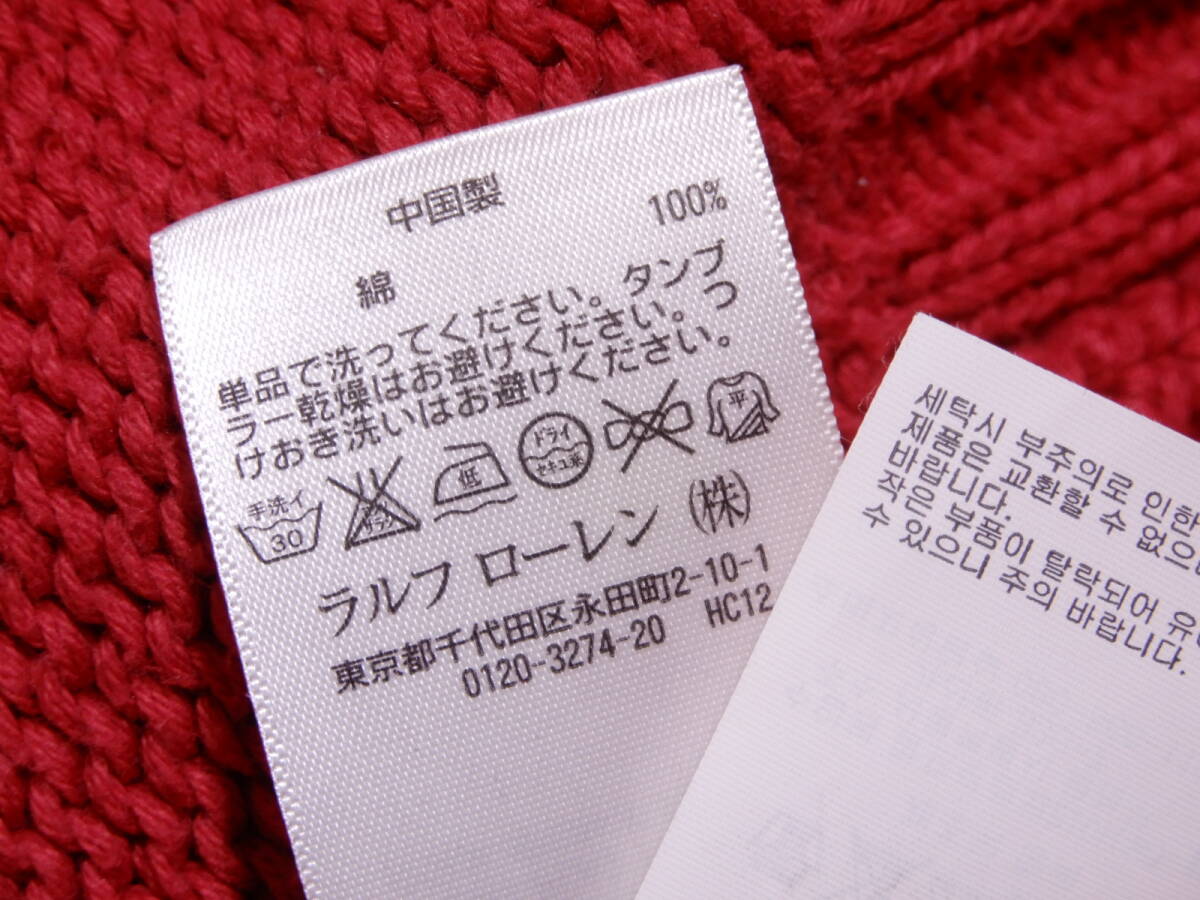 中国製
綿 100%
単品で洗ってください。タンブ
ラー乾燥はお避けください。つ
けおき洗いはお避けください。
手洗イ
30
低
ドライ
セキユ系
平
ラルフ ローレン (株)
東京都千代田区永田町2-10-1
0120-3274-20 HC12
세탁시 부주의로 인한
제품은 교환할 수 없으
바랍니다.
작은 부품이 탈락되어 유
수 있으니 주의 바랍니다.